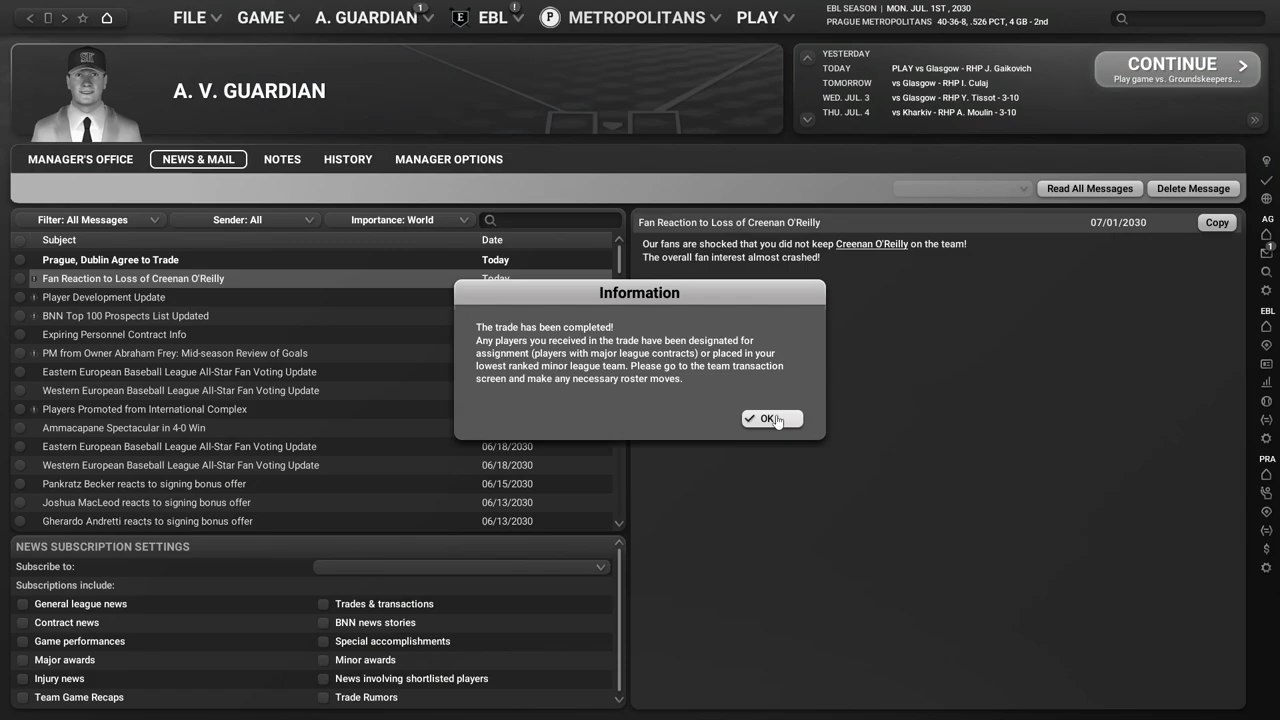 FILE
GAME
A. GUARDIAN
1
E
EBL
!
P
METROPOLITANS
PLAY
EBL SEASON | MON. JUL. 1ST , 2030
PRAGUE METROPOLITANS 40-36-8, .526 PCT, 4 GB - 2nd
A. V. GUARDIAN
YESTERDAY
TODAY PLAY vs Glasgow - RHP J. Gaikovich
TOMORROW vs Glasgow - RHP I. Culaj
WED. JUL. 3 vs Glasgow - RHP Y. Tissot - 3-10
THU. JUL. 4 vs Kharkiv - RHP A. Moulin - 3-10
CONTINUE
Play game vs. Groundskeepers...
MANAGER'S OFFICE
NEWS & MAIL
NOTES
HISTORY
MANAGER OPTIONS
Read All Messages
Delete Message
Filter: All Messages
Sender: All
Importance: World
Subject Date
Prague, Dublin Agree to Trade Today
Fan Reaction to Loss of Creenan O'Reilly Today
Player Development Update
BNN Top 100 Prospects List Updated
Expiring Personnel Contract Info
PM from Owner Abraham Frey: Mid-season Review of Goals
Eastern European Baseball League All-Star Fan Voting Update
Western European Baseball League All-Star Fan Voting Update
Players Promoted from International Complex
Ammacapane Spectacular in 4-0 Win
Eastern European Baseball League All-Star Fan Voting Update 06/18/2030
Western European Baseball League All-Star Fan Voting Update 06/18/2030
Pankratz Becker reacts to signing bonus offer 06/15/2030
Joshua MacLeod reacts to signing bonus offer 06/13/2030
Gherardo Andretti reacts to signing bonus offer 06/13/2030
Fan Reaction to Loss of Creenan O'Reilly 07/01/2030
Copy
Our fans are shocked that you did not keep Creenan O'Reilly on the team!
The overall fan interest almost crashed!
Information
The trade has been completed!
Any players you received in the trade have been designated for
assignment (players with major league contracts) or placed in your
lowest ranked minor league team. Please go to the team transaction
screen and make any necessary roster moves.
OK
NEWS SUBSCRIPTION SETTINGS
Subscribe to:
Subscriptions include:
General league news
Trades & transactions
Contract news
BNN news stories
Game performances
Special accomplishments
Major awards
Minor awards
Injury news
News involving shortlisted players
Team Game Recaps
Trade Rumors
AG
1
EBL
PRA